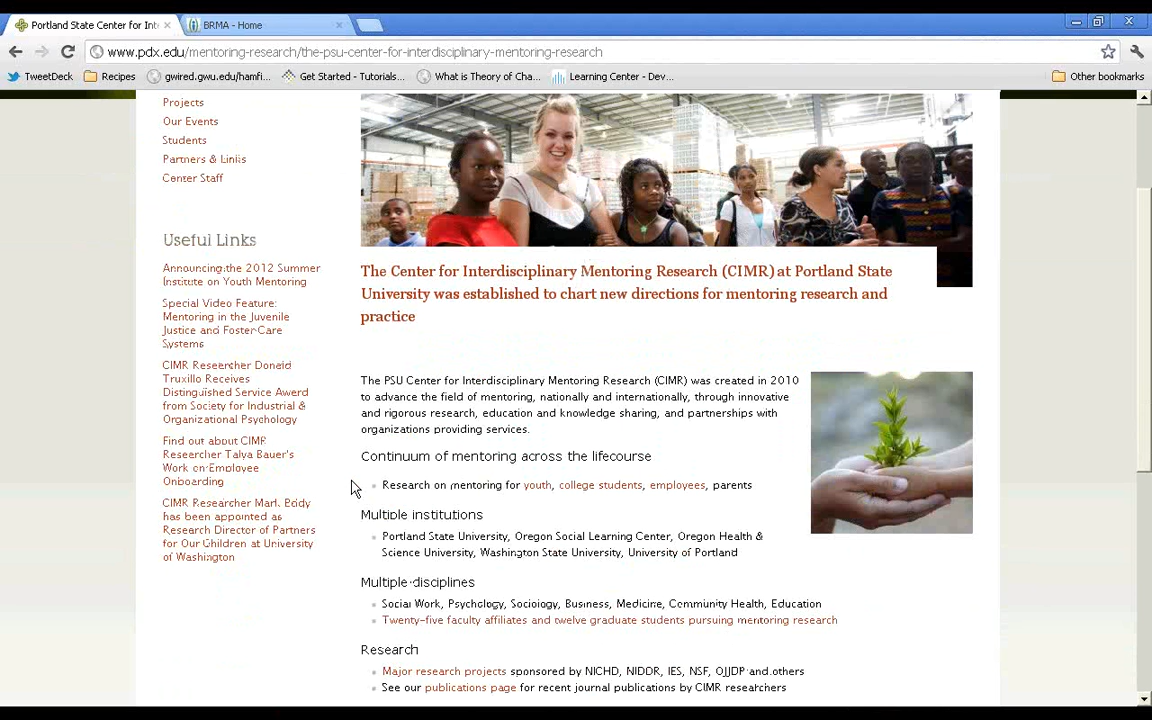 Portland State Center for Int
BRMA - Home
www.pdx.edu/mentoring-research/the-psu-center-for-interdisciplinary-mentoring-research
TweetDeck
Recipes
gwired.gwu.edu/hamfi...
Get Started - Tutorials...
What is Theory of Cha...
Learning Center - Dev...
Other bookmarks
Projects
Our Events
Students
Partners & Links
Center Staff
Useful Links
Announcing the 2012 Summer
Institute on Youth Mentoring
Special Video Feature:
Mentoring in the Juvenile
Justice and Foster Care
Systems
CIMR Researcher Donald
Truxillo Receives
Distinguished Service Award
from Society for Industrial &
Organizational Psychology
Find out about CIMR
Researcher Talya Bauer's
Work on Employee
Onboarding
CIMR Researcher Mark Eddy
has been appointed as
Research Director of Partners
for Our Children at University
of Washington
The Center for Interdisciplinary Mentoring Research (CIMR) at Portland State
University was established to chart new directions for mentoring research and
practice
The PSU Center for Interdisciplinary Mentoring Research (CIMR) was created in 2010
to advance the field of mentoring, nationally and internationally, through innovative
and rigorous research, education and knowledge sharing, and partnerships with
organizations providing services.
Continuum of mentoring across the lifecourse
Research on mentoring for youth, college students, employees, parents
Multiple institutions
Portland State University, Oregon Social Learning Center, Oregon Health &
Science University, Washington State University, University of Portland
Multiple disciplines
Social Work, Psychology, Sociology, Business, Medicine, Community Health, Education
Twenty-five faculty affiliates and twelve graduate students pursuing mentoring research
Research
Major research projects sponsored by NICHD, NIDDR, IES, NSF, OJJDP and others
See our publications page for recent journal publications by CIMR researchers